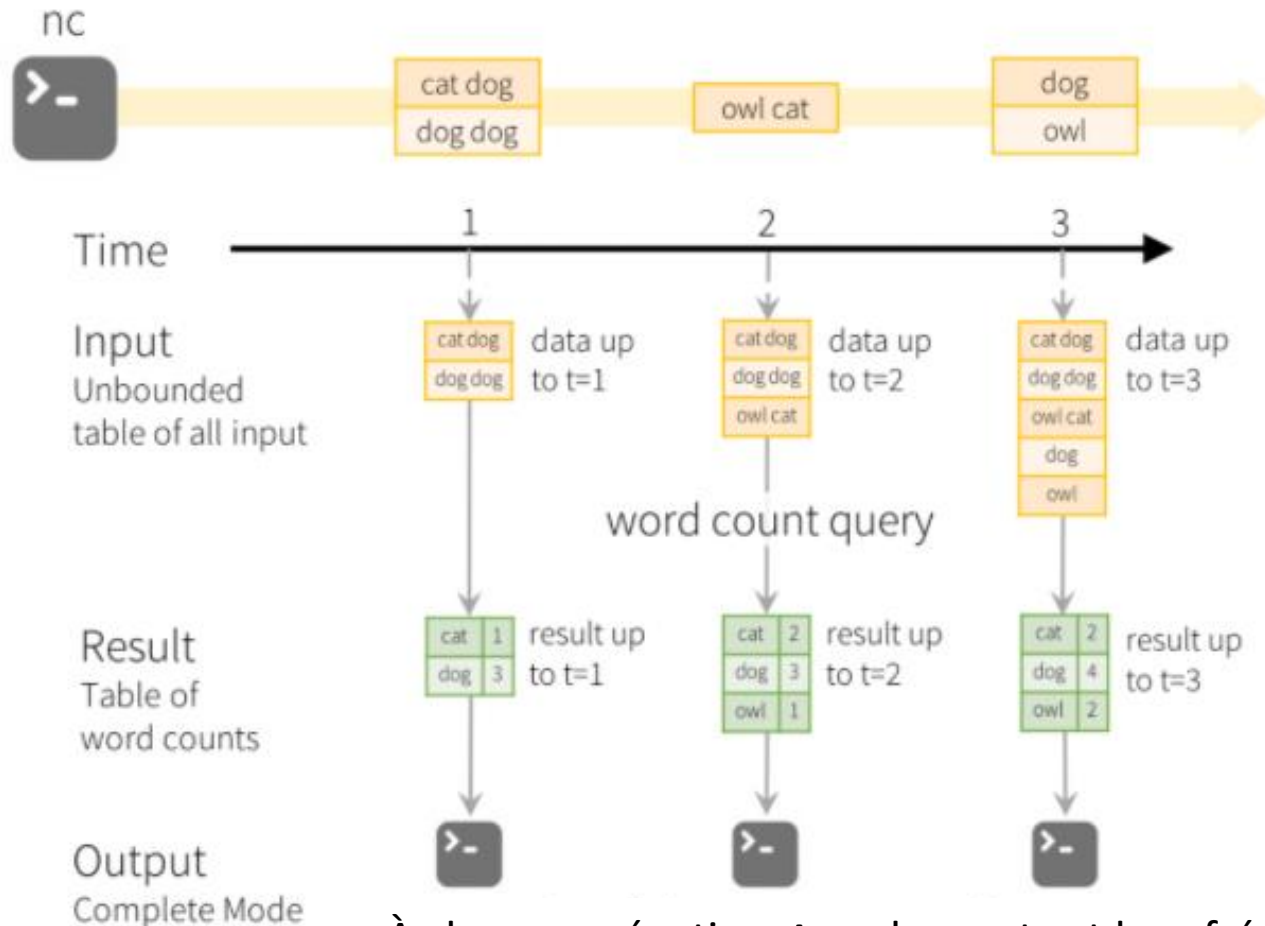 nc
cat dog
dog dog
owl cat
dog
owl
1
2
3
Time
Input
Unbounded
table of all input
cat dog
dog dog
data up
to t=1
cat dog
dog dog
owl cat
data up
to t=2
cat dog
dog dog
owl cat
dog
owl
data up
to t=3
word count query
Result
Table of
word counts
cat 1
dog 3
result up
to t=1
cat 2
dog 3
owl 1
result up
to t=2
cat 2
dog 4
owl 2
result up
to t=3
Output
Complete Mode